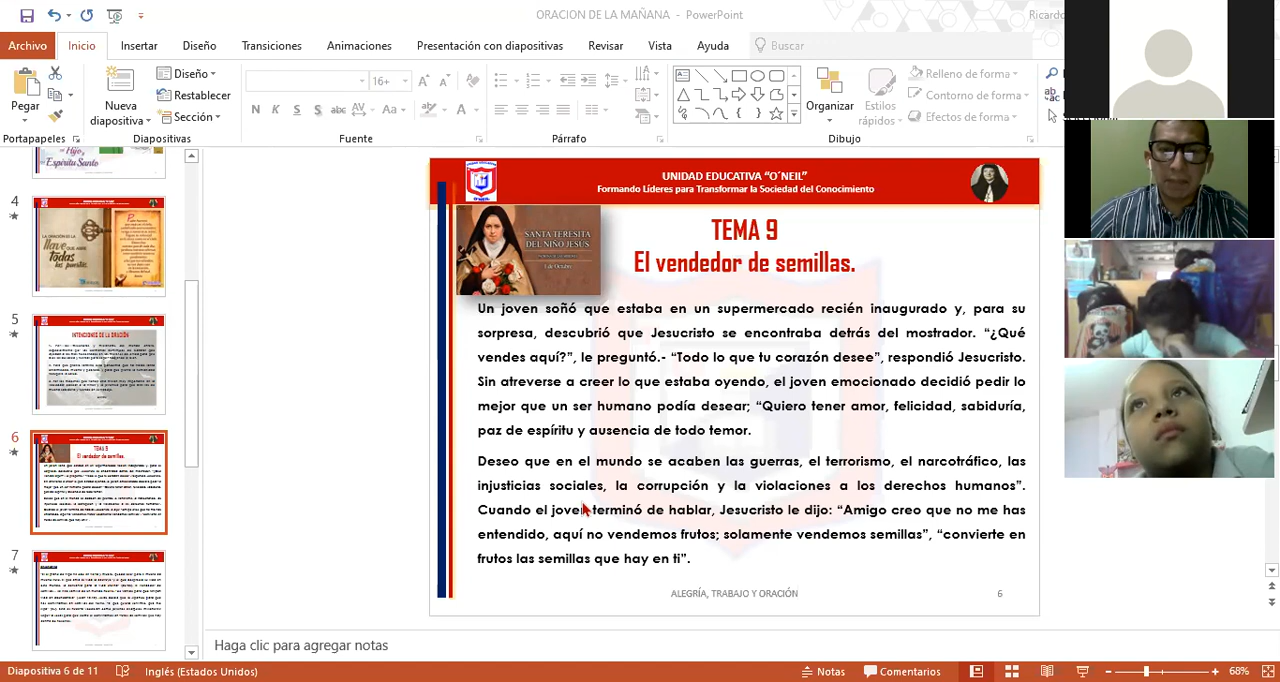 ORACION DE LA MAÑANA - PowerPoint
Ricardo
Archivo Inicio Insertar Diseño Transiciones Animaciones Presentación con diapositivas Revisar Vista Ayuda Buscar
Pegar
Nueva diapositiva
Diseño
Restablecer
Sección
16+
N K S S abc AV Aa A
Organizar
Estilos rápidos
Relleno de forma
Contorno de forma
Efectos de forma
Portapapeles Diapositivas Fuente Párrafo Dibujo
4
5
6
7
UNIDAD EDUCATIVA “O´NEIL”
Formando Líderes para Transformar la Sociedad del Conocimiento
SANTA TERESITA
DEL NIÑO JESÚS
1 de Octubre
TEMA 9
El vendedor de semillas.
Un joven soñó que estaba en un supermercado recién inaugurado y, para su
sorpresa, descubrió que Jesucristo se encontraba detrás del mostrador. “¿Qué
vendes aquí?”, le preguntó.- “Todo lo que tu corazón desee”, respondió Jesucristo.
Sin atreverse a creer lo que estaba oyendo, el joven emocionado decidió pedir lo
mejor que un ser humano podía desear; “Quiero tener amor, felicidad, sabiduría,
paz de espíritu y ausencia de todo temor.
Deseo que en el mundo se acaben las guerras, el terrorismo, el narcotráfico, las
injusticias sociales, la corrupción y la violaciones a los derechos humanos”.
Cuando el joven terminó de hablar, Jesucristo le dijo: “Amigo creo que no me has
entendido, aquí no vendemos frutos; solamente vendemos semillas”, “convierte en
frutos las semillas que hay en ti”.
ALEGRÍA, TRABAJO Y ORACIÓN 6
Haga clic para agregar notas
Diapositiva 6 de 11 Inglés (Estados Unidos) Notas Comentarios 68%